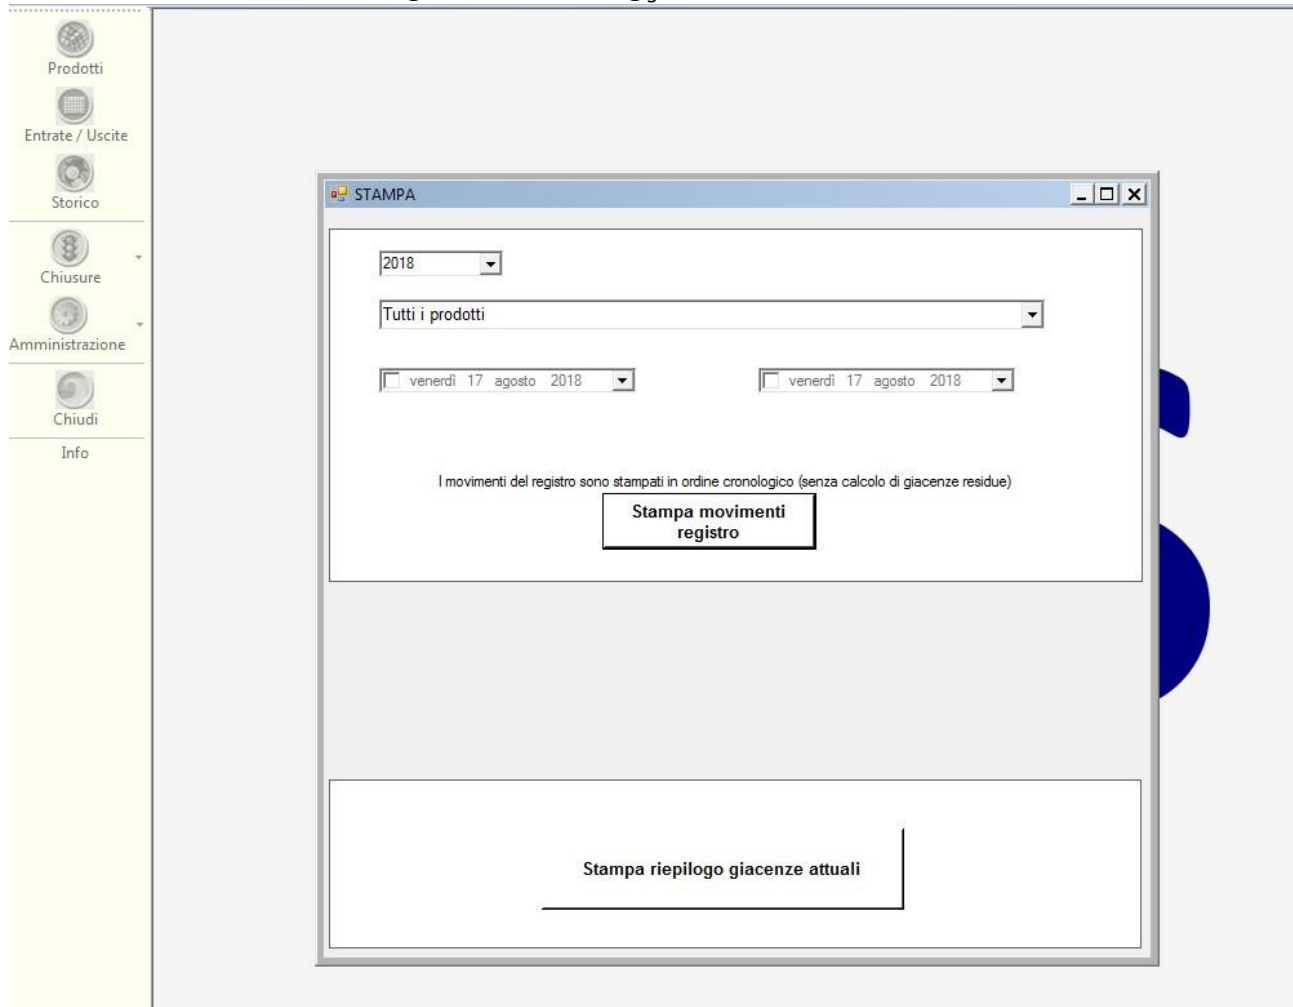 Prodotti
Entrate / Uscite
Storico
Chiusure
Amministrazione
Chiudi
Info
STAMPA
2018
Tutti i prodotti
venerdì 17 agosto 2018 venerdì 17 agosto 2018
I movimenti del registro sono stampati in ordine cronologico (senza calcolo di giacenze residue)
Stampa movimenti
registro
Stampa riepilogo giacenze attuali